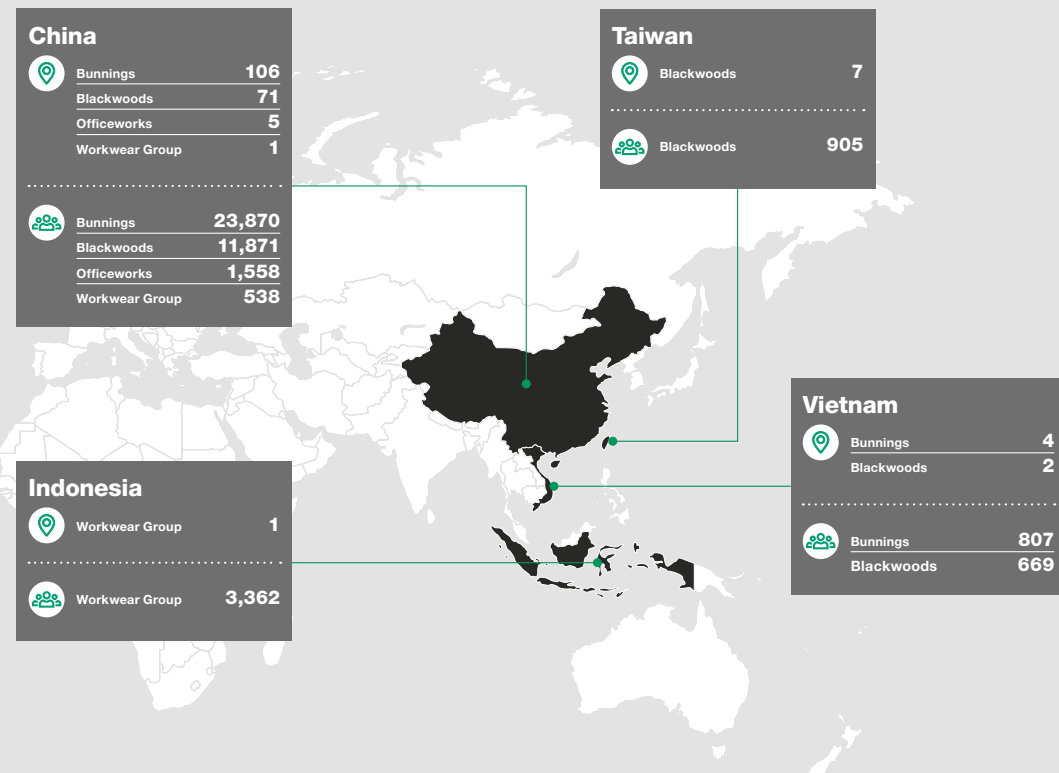 China
Bunnings 106
Blackwoods 71
Officeworks 5
Workwear Group 1
Bunnings 23,870
Blackwoods 11,871
Officeworks 1,558
Workwear Group 538
Taiwan
Blackwoods 7
Blackwoods 905
Vietnam
Bunnings 4
Blackwoods 2
Bunnings 807
Blackwoods 669
Indonesia
Workwear Group 1
Workwear Group 3,362